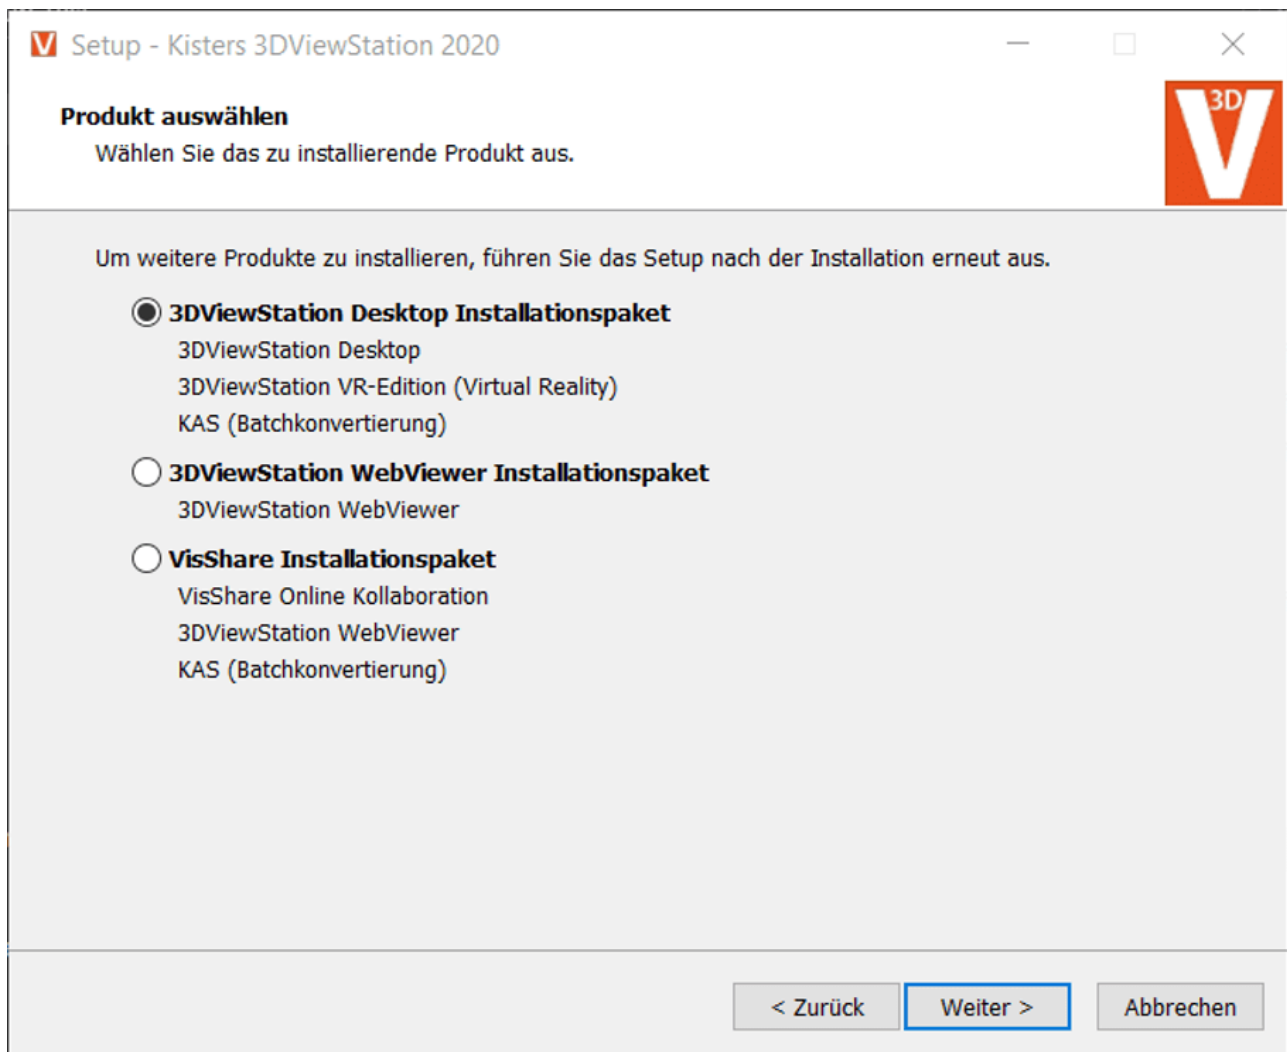 Setup - Kisters 3DViewStation 2020
Produkt auswählen
Wählen Sie das zu installierende Produkt aus.
3D
V
Um weitere Produkte zu installieren, führen Sie das Setup nach der Installation erneut aus.
3DViewStation Desktop Installationspaket
3DViewStation Desktop
3DViewStation VR-Edition (Virtual Reality)
KAS (Batchkonvertierung)
3DViewStation WebViewer Installationspaket
3DViewStation WebViewer
VisShare Installationspaket
VisShare Online Kollaboration
3DViewStation WebViewer
KAS (Batchkonvertierung)
< Zurück Weiter > Abbrechen